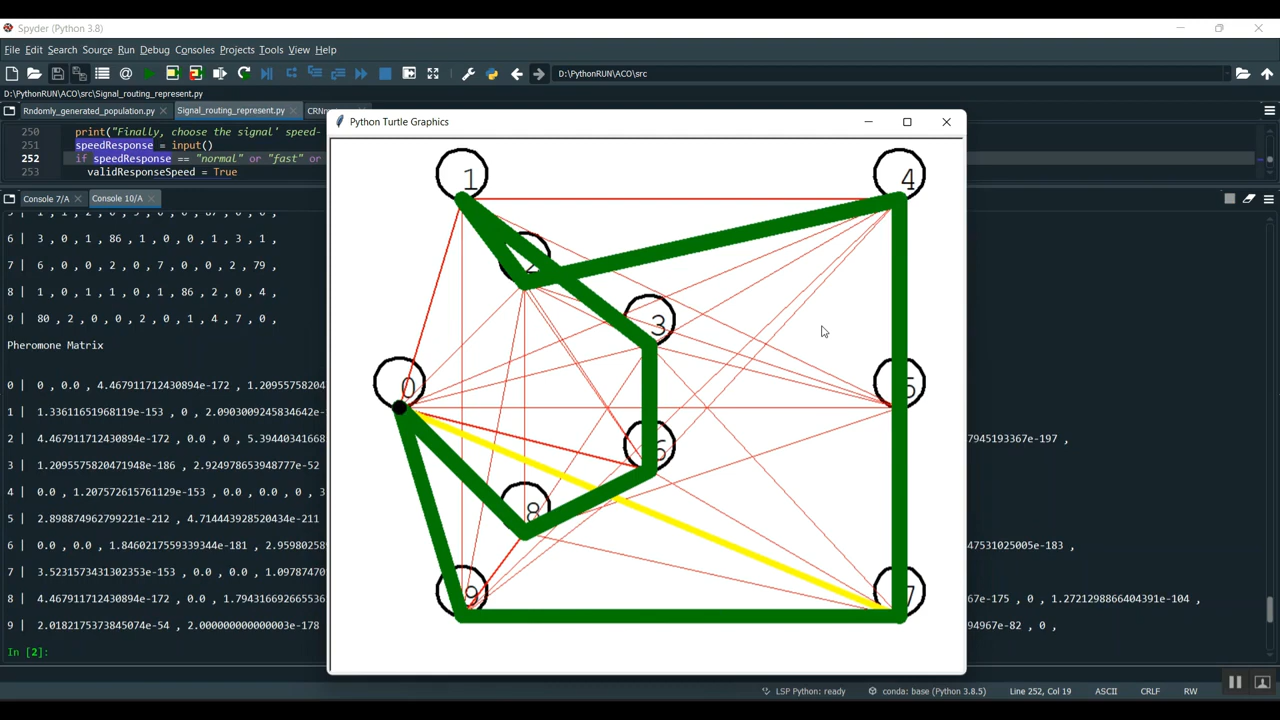 Spyder (Python 3.8)
File Edit Search Source Run Debug Consoles Projects Tools View Help
D:\PythonRUN\ACO\src
D:\PythonRUN\ACO\src\Signal_routing_represent.py
Rndomly_generated_population.py Signal_routing_represent.py
250 print("Finally, choose the signal' speed-
251 speedResponse = input()
252 if speedResponse == "normal" or "fast" or
253 validResponseSpeed = True
Console 7/A Console 10/A
6 | 3 , 0 , 1 , 86 , 1 , 0 , 0 , 1 , 3 , 1 ,
7 | 6 , 0 , 0 , 2 , 0 , 7 , 0 , 0 , 2 , 79 ,
8 | 1 , 0 , 1 , 1 , 0 , 1 , 86 , 2 , 0 , 4 ,
9 | 80 , 2 , 0 , 0 , 2 , 0 , 1 , 4 , 7 , 0 ,
Pheromone Matrix
0 | 0 , 0.0 , 4.467911712430894e-172 , 1.20955758204
1 | 1.33611651968119e-153 , 0 , 2.0903009245834642e-
2 | 4.467911712430894e-172 , 0.0 , 0 , 5.39440341668 7945193367e-197 ,
3 | 1.2095575820471948e-186 , 2.924978653948777e-52
4 | 0.0 , 1.207572615761129e-153 , 0.0 , 0.0 , 0 , 3
5 | 2.898874962799221e-212 , 4.714443928520434e-211
6 | 0.0 , 0.0 , 1.8460217559339344e-181 , 2.95980258 47531025005e-183 ,
7 | 3.5231573431302353e-153 , 0.0 , 0.0 , 1.09787470
8 | 4.467911712430892e-172 , 0.0 , 1.79431669266553 67e-175 , 0 , 1.2721298866404391e-104 ,
9 | 2.0182175373845074e-54 , 2.000000000000003e-178 94967e-82 , 0 ,
In [2]:
Python Turtle Graphics
1
4
2
3
0
5
6
8
9
7
LSP Python: ready conda: base (Python 3.8.5) Line 252, Col 19 ASCII CRLF RW